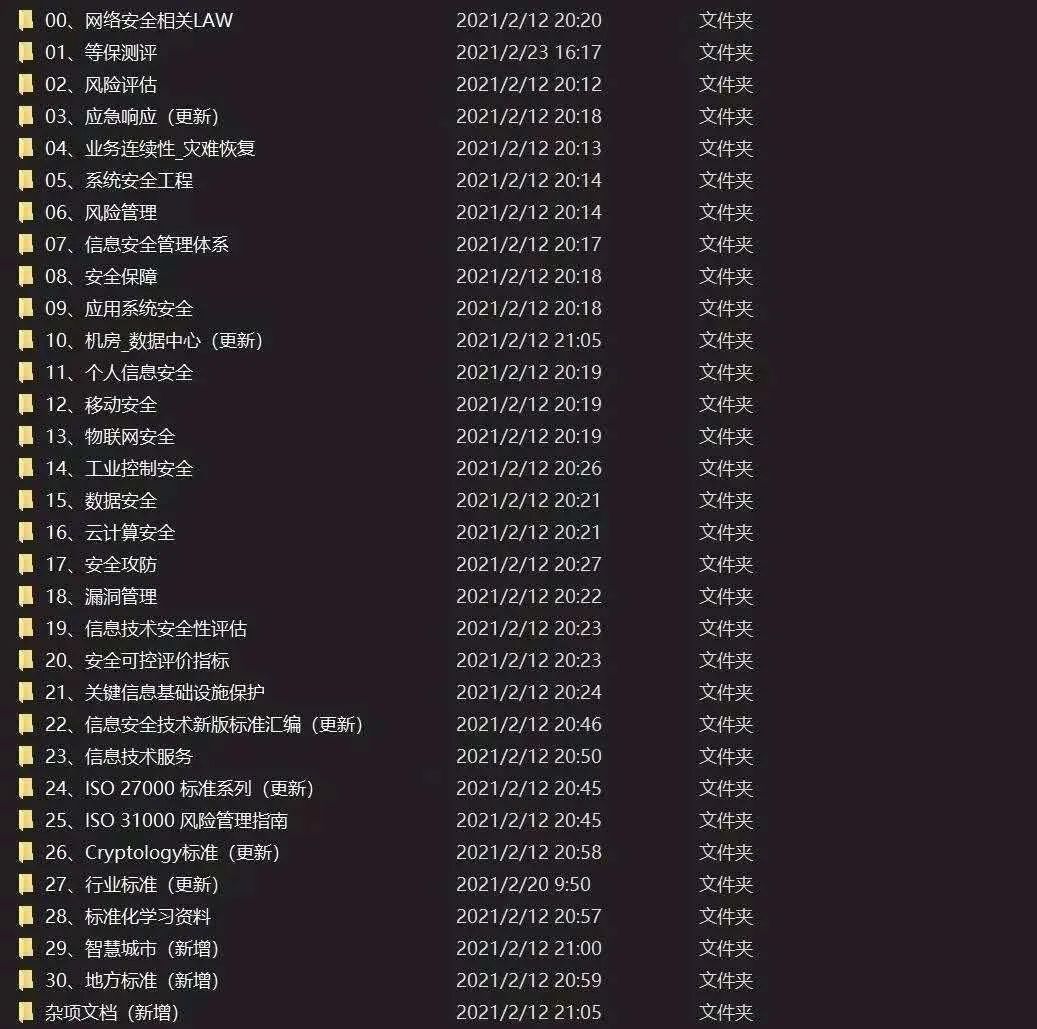 00、网络安全相关LAW 2021/2/12 20:20 文件夹
01、等保测评 2021/2/23 16:17 文件夹
02、风险评估 2021/2/12 20:12 文件夹
03、应急响应（更新） 2021/2/12 20:18 文件夹
04、业务连续性_灾难恢复 2021/2/12 20:13 文件夹
05、系统安全工程 2021/2/12 20:14 文件夹
06、风险管理 2021/2/12 20:14 文件夹
07、信息安全管理体系 2021/2/12 20:17 文件夹
08、安全保障 2021/2/12 20:18 文件夹
09、应用系统安全 2021/2/12 20:18 文件夹
10、机房_数据中心（更新） 2021/2/12 21:05 文件夹
11、个人信息安全 2021/2/12 20:19 文件夹
12、移动安全 2021/2/12 20:19 文件夹
13、物联网安全 2021/2/12 20:19 文件夹
14、工业控制安全 2021/2/12 20:26 文件夹
15、数据安全 2021/2/12 20:21 文件夹
16、云计算安全 2021/2/12 20:21 文件夹
17、安全攻防 2021/2/12 20:27 文件夹
18、漏洞管理 2021/2/12 20:22 文件夹
19、信息技术安全性评估 2021/2/12 20:23 文件夹
20、安全可控评价指标 2021/2/12 20:23 文件夹
21、关键信息基础设施保护 2021/2/12 20:24 文件夹
22、信息安全技术新版标准汇编（更新） 2021/2/12 20:46 文件夹
23、信息技术服务 2021/2/12 20:50 文件夹
24、ISO 27000 标准系列（更新） 2021/2/12 20:45 文件夹
25、ISO 31000 风险管理指南 2021/2/12 20:45 文件夹
26、Cryptology标准（更新） 2021/2/12 20:58 文件夹
27、行业标准（更新） 2021/2/20 9:50 文件夹
28、标准化学习资料 2021/2/12 20:57 文件夹
29、智慧城市（新增） 2021/2/12 21:00 文件夹
30、地方标准（新增） 2021/2/12 20:59 文件夹
杂项文档（新增） 2021/2/12 21:05 文件夹